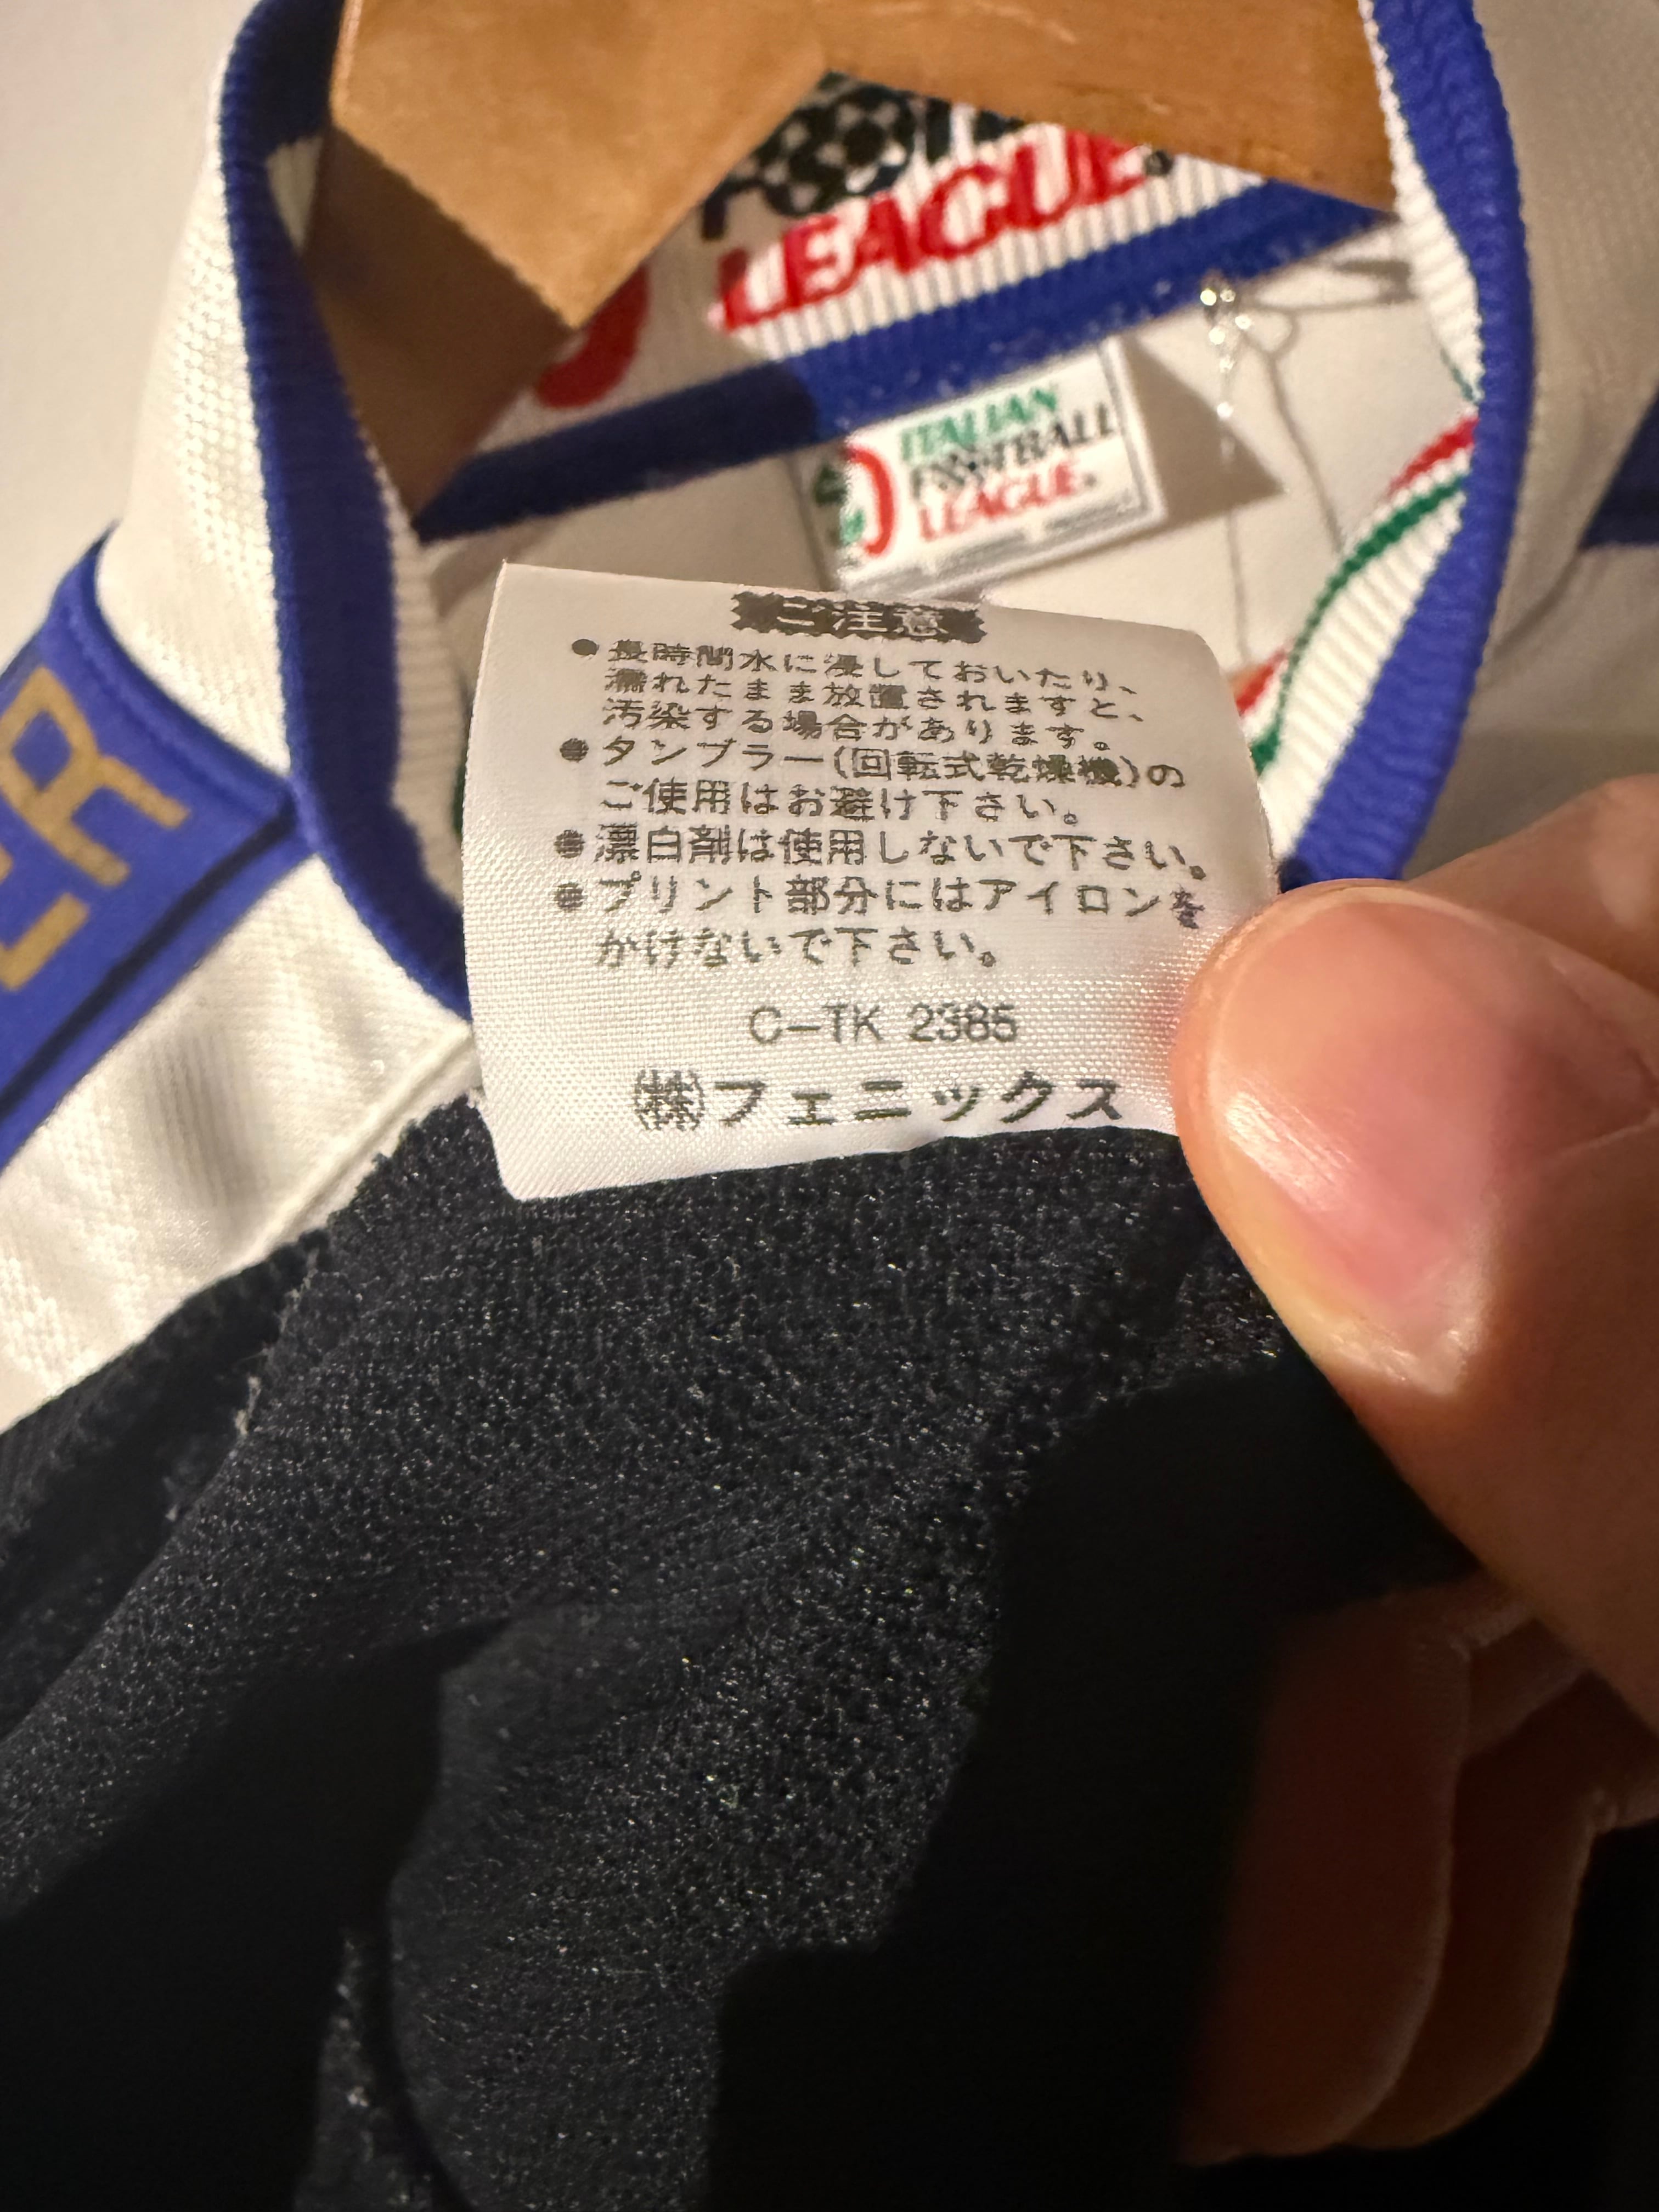 LEAGUE
ITALIAN
FOOTBALL
LEAGUE
ER
ご注意
● 長時間水に浸しておいたり、
濡れたまま放置されますと、
汚染する場合があります。
● タンブラー(回転式乾燥機)の
ご使用はお避け下さい。
● 漂白剤は使用しないで下さい。
● プリント部分にはアイロンを
かけないで下さい。
C-TK 2385
㈱フェニックス